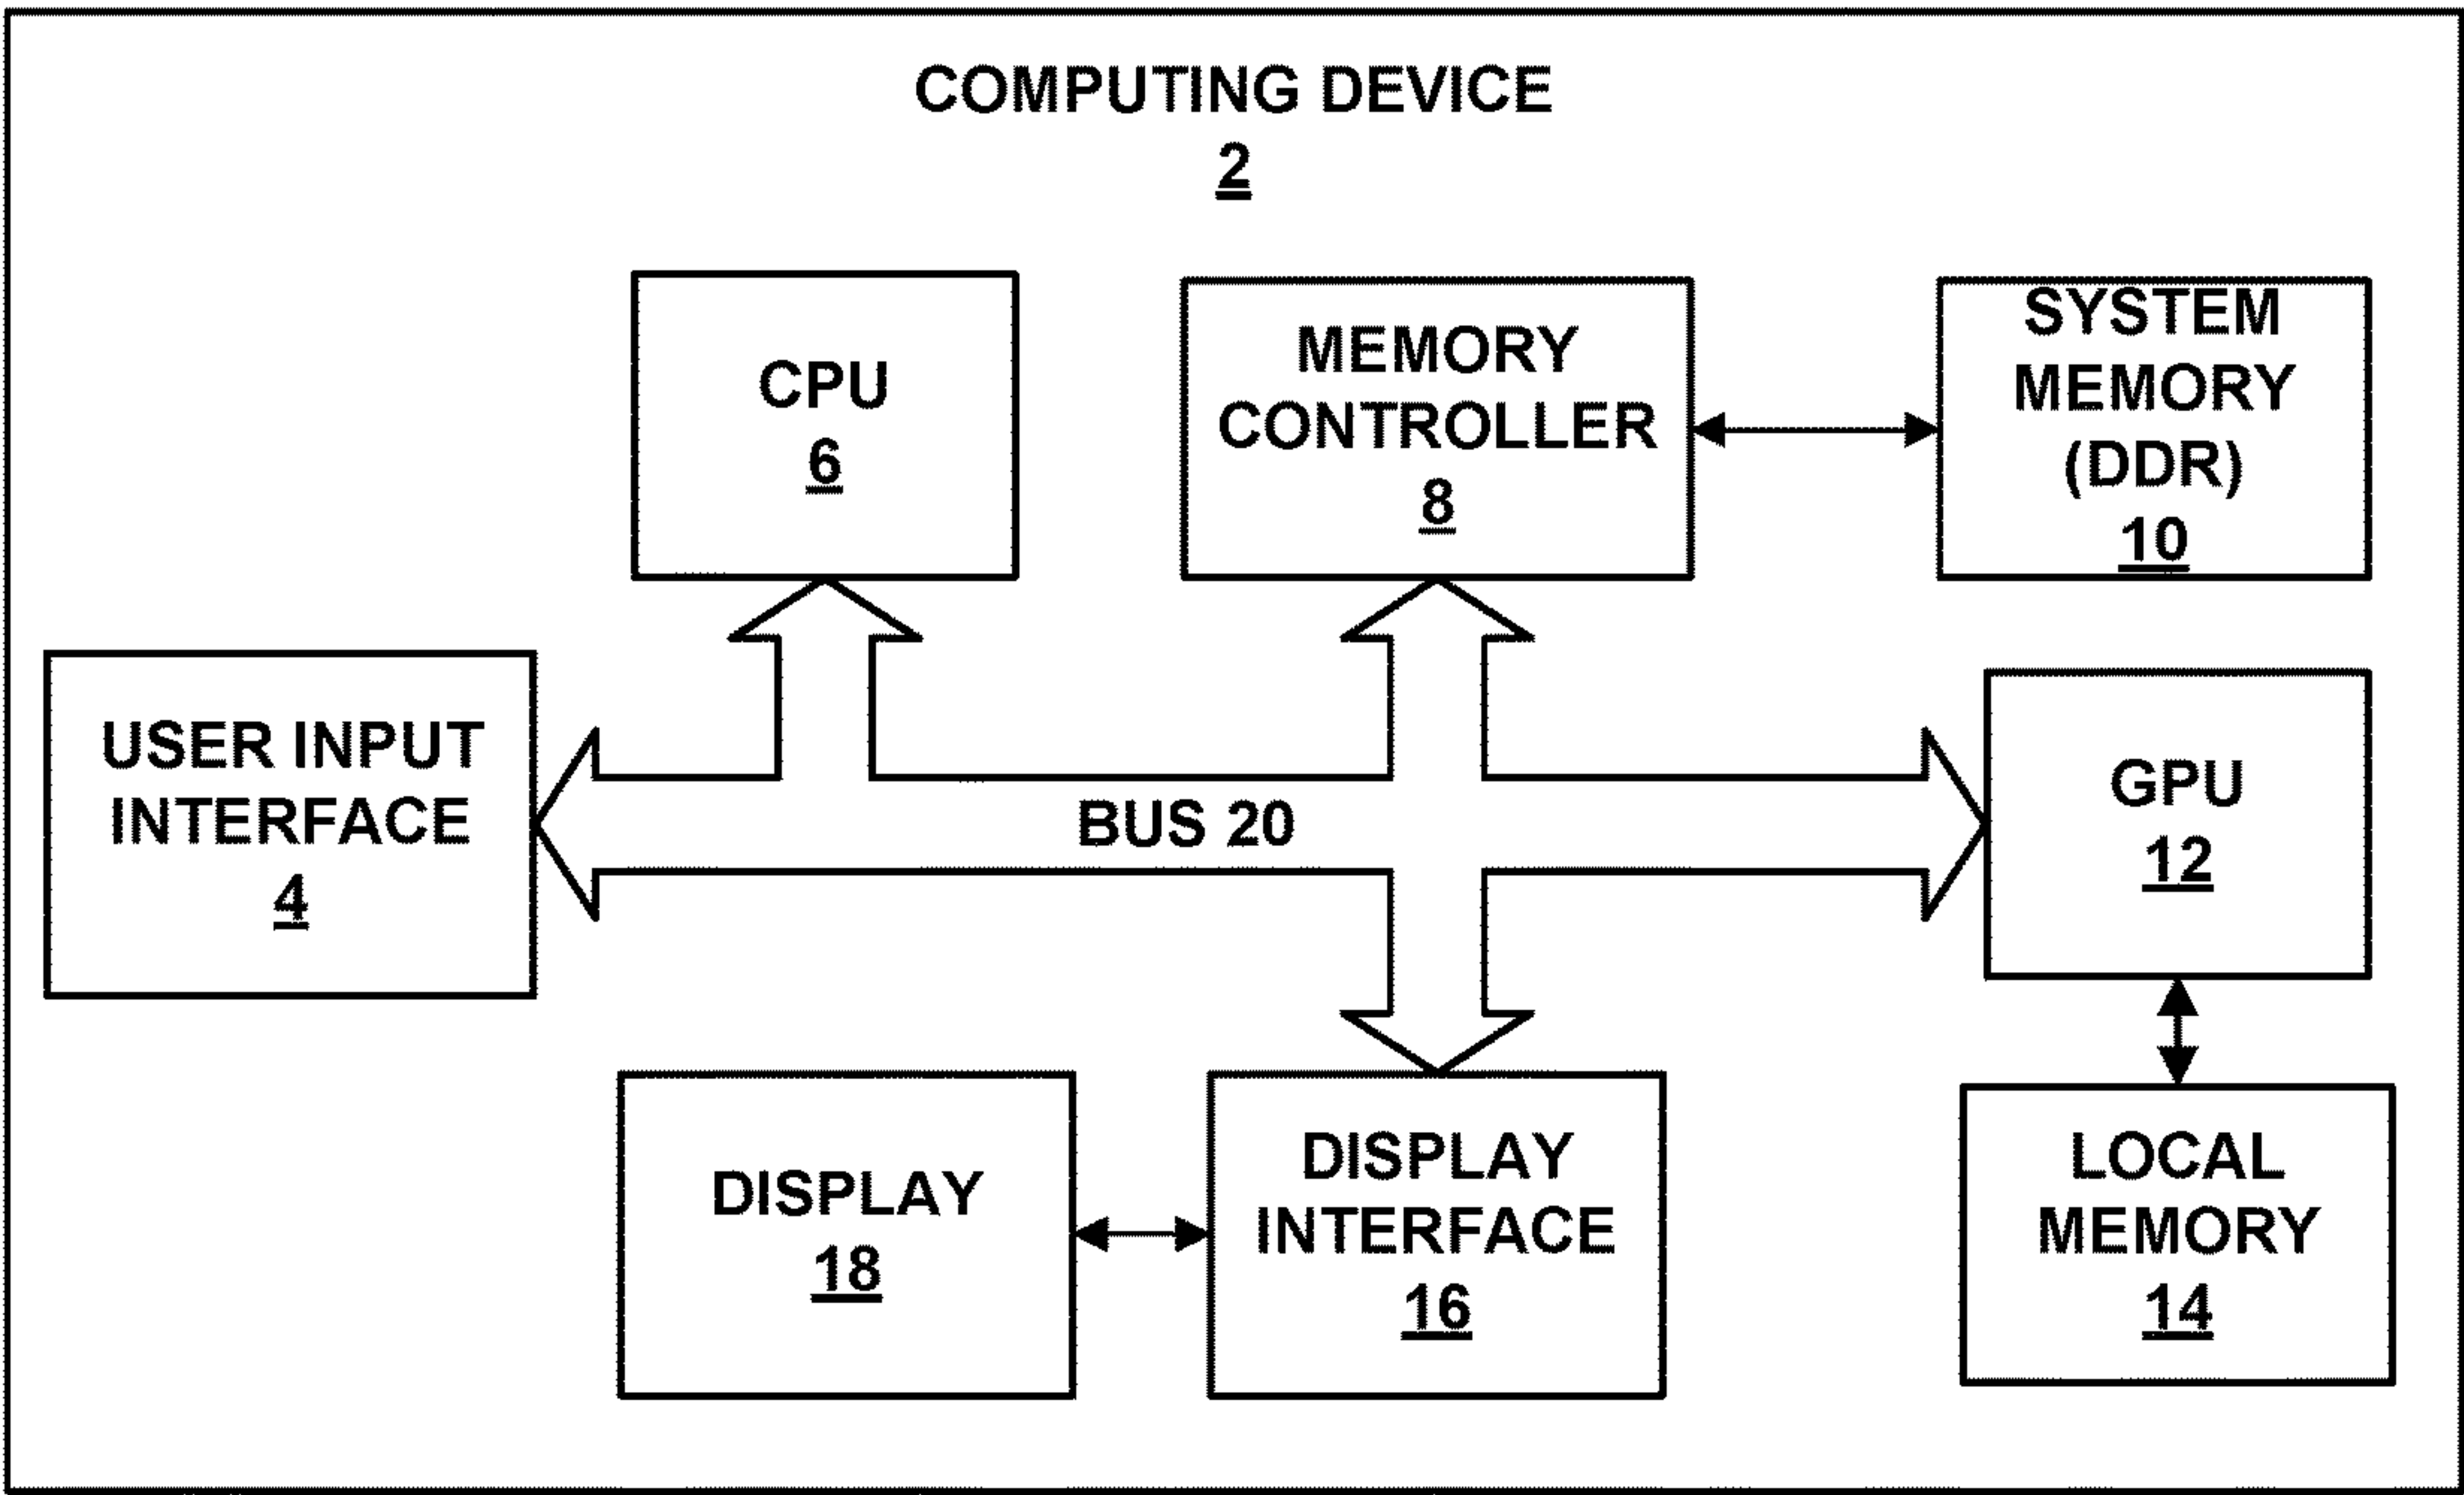 COMPUTING DEVICE
2
CPU
6
MEMORY
CONTROLLER
8
SYSTEM
MEMORY
(DDR)
10
USER INPUT
INTERFACE
4
BUS 20
GPU
12
DISPLAY
18
DISPLAY
INTERFACE
16
LOCAL
MEMORY
14